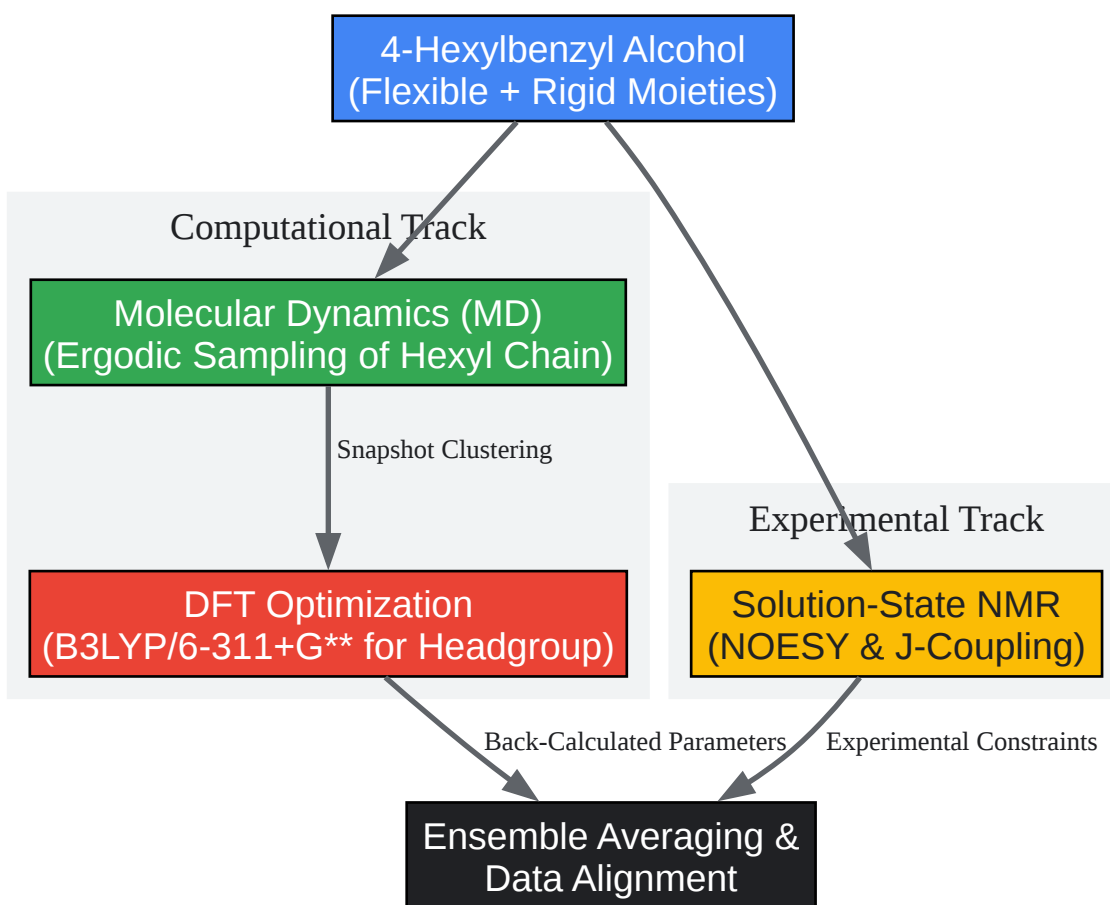 4-Hexylbenzyl Alcohol
(Flexible + Rigid Moieties)
Computational Track
Molecular Dynamics (MD)
(Ergodic Sampling of Hexyl Chain)
Snapshot Clustering
Experimental Track
DFT Optimization
(B3LYP/6-311+G** for Headgroup)
Solution-State NMR
(NOESY & J-Coupling)
Back-Calculated Parameters
Experimental Constraints
Ensemble Averaging &
Data Alignment